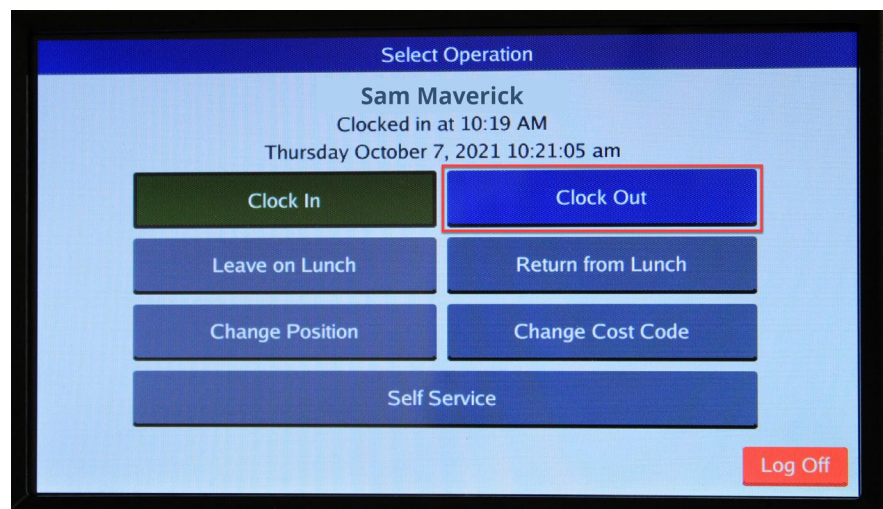 Select Operation
Sam Maverick
Clocked in at 10:19 AM
Thursday October 7, 2021 10:21:05 am
Clock In
Clock Out
Leave on Lunch
Return from Lunch
Change Position
Change Cost Code
Self Service
Log Off